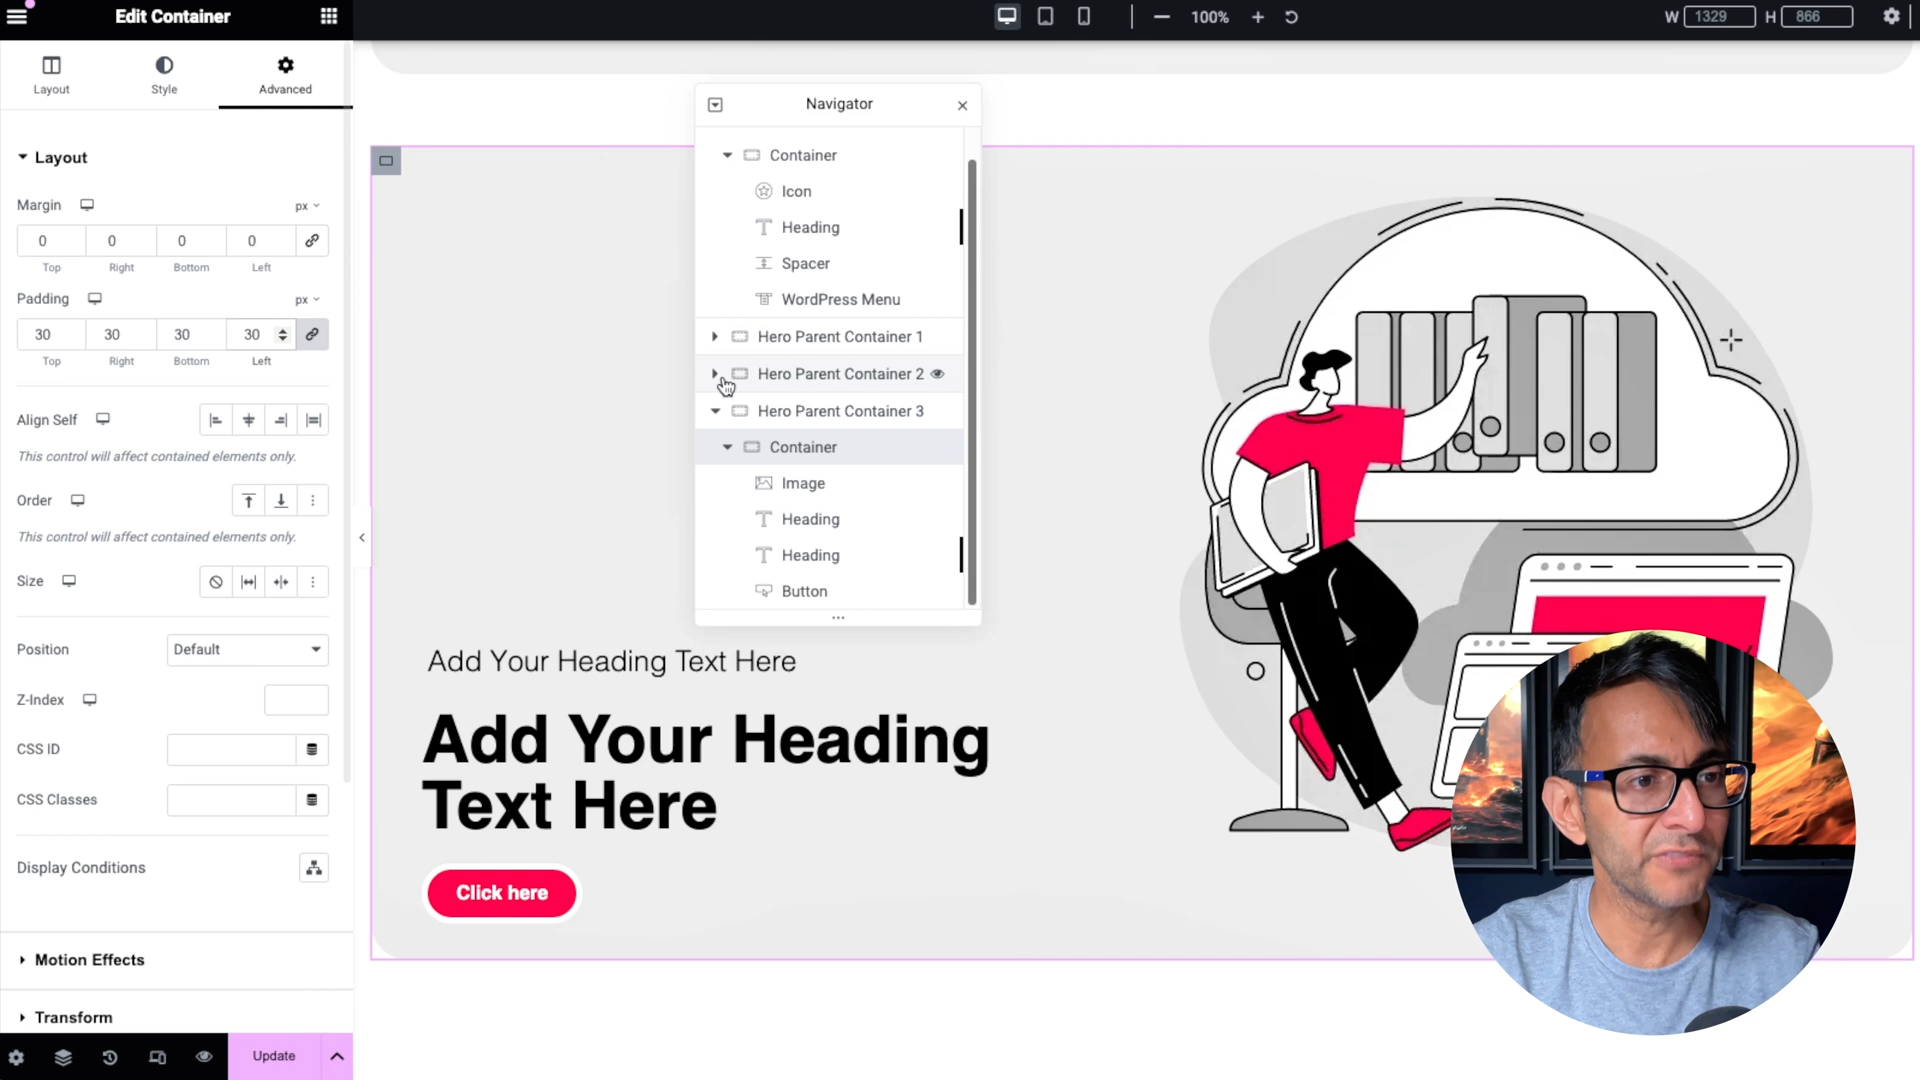 Edit Container
100%
W 1329 H 866
Layout
Style
Advanced
Layout
Margin
px
0 0 0 0
Top Right Bottom Left
Padding
px
30 30 30 30
Top Right Bottom Left
Align Self
This control will affect contained elements only.
Order
This control will affect contained elements only.
Size
Position
Default
Z-Index
CSS ID
CSS Classes
Display Conditions
Motion Effects
Transform
Update
Navigator
Container
Icon
Heading
Spacer
WordPress Menu
Hero Parent Container 1
Hero Parent Container 2
Hero Parent Container 3
Container
Image
Heading
Heading
Button
Add Your Heading Text Here
Add Your Heading
Text Here
Click here